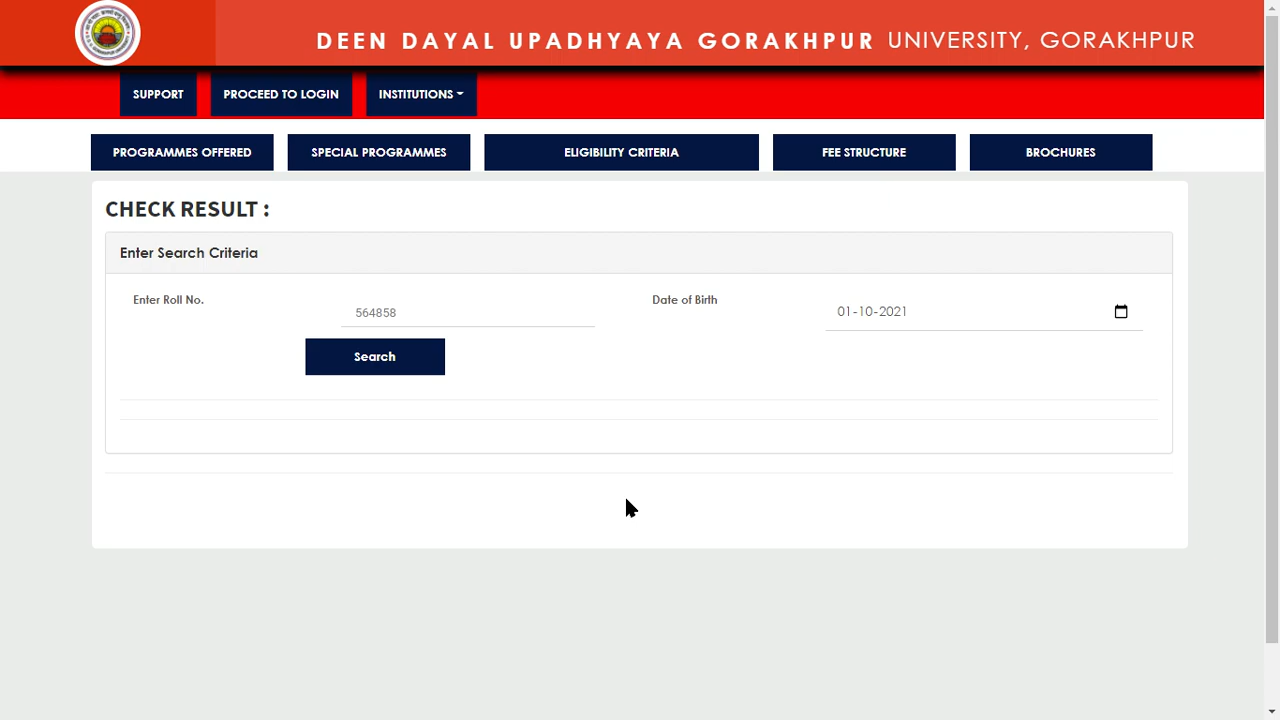 DEEN DAYAL UPADHYAYA GORAKHPUR UNIVERSITY, GORAKHPUR
SUPPORT PROCEED TO LOGIN INSTITUTIONS
PROGRAMMES OFFERED SPECIAL PROGRAMMES ELIGIBILITY CRITERIA FEE STRUCTURE BROCHURES
CHECK RESULT :
Enter Search Criteria
Enter Roll No. 564858 Date of Birth 01-10-2021
Search